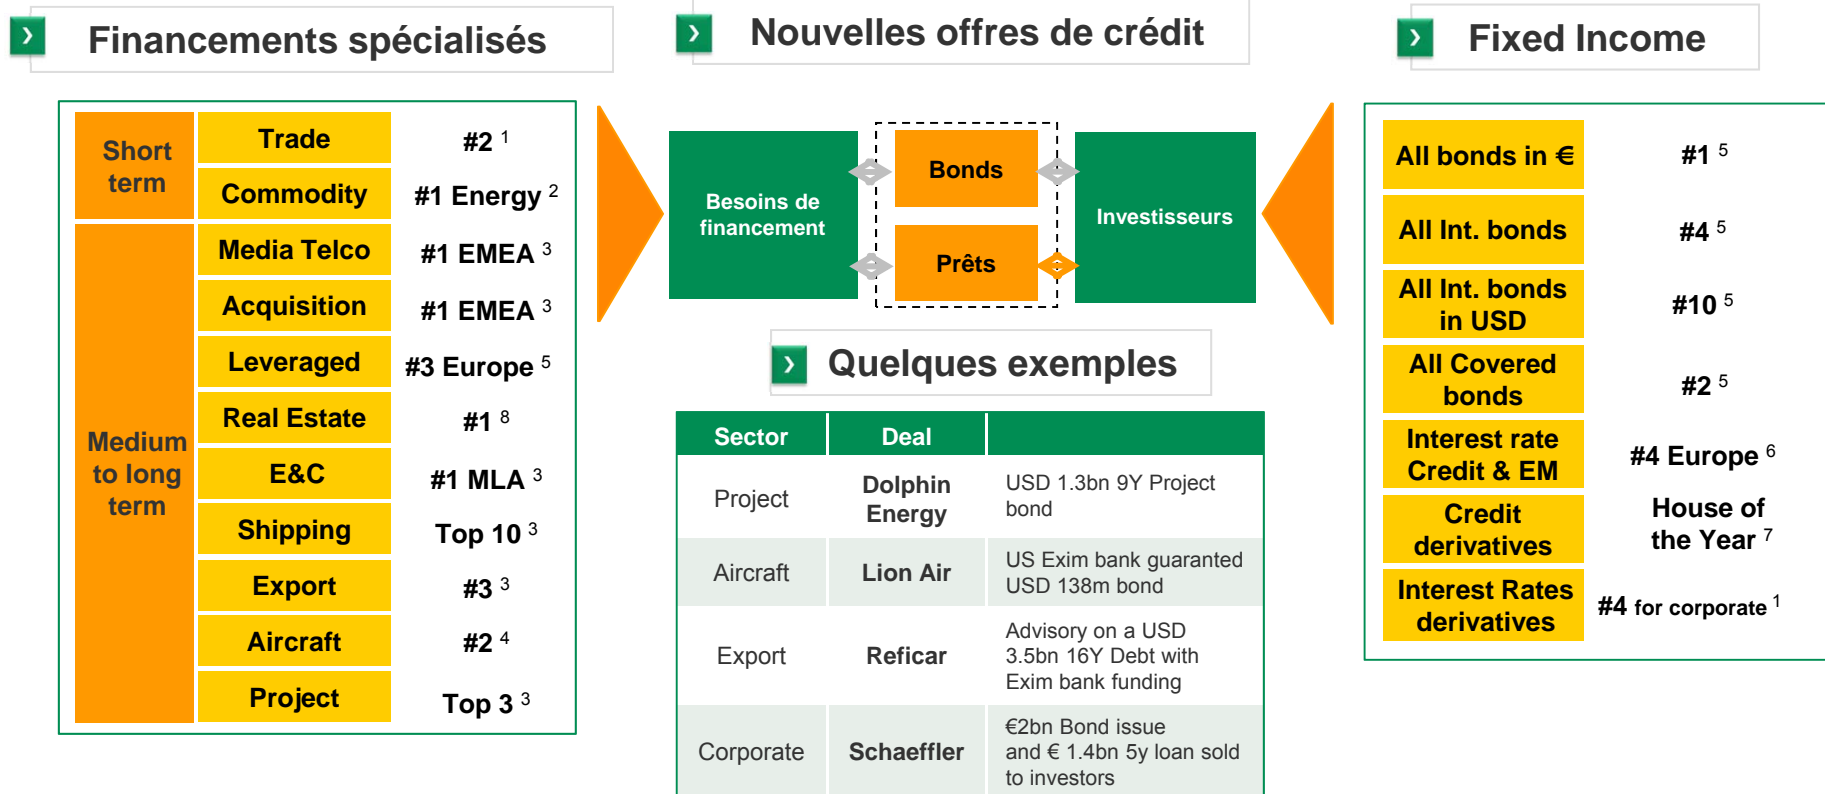 Financements spécialisés
Short
term
Trade
#2 1
Commodity
#1 Energy 2
Medium
to long
term
Media Telco
#1 EMEA 3
Acquisition
#1 EMEA 3
Leveraged
#3 Europe 5
Real Estate
#1 8
E&C
#1 MLA 3
Shipping
Top 10 3
Export
#3 3
Aircraft
#2 4
Project
Top 3 3
Nouvelles offres de crédit
Besoins de
financement
Bonds
Prêts
Investisseurs
Quelques exemples
Sector Deal
Project
Dolphin
Energy
USD 1.3bn 9Y Project
bond
Aircraft
Lion Air
US Exim bank guaranted
USD 138m bond
Export
Reficar
Advisory on a USD
3.5bn 16Y Debt with
Exim bank funding
Corporate
Schaeffler
€2bn Bond issue
and € 1.4bn 5y loan sold
to investors
Fixed Income
All bonds in €
#1 5
All Int. bonds
#4 5
All Int. bonds
in USD
#10 5
All Covered
bonds
#2 5
Interest rate
Credit & EM
#4 Europe 6
Credit
derivatives
House of
the Year 7
Interest Rates
derivatives
#4 for corporate 1